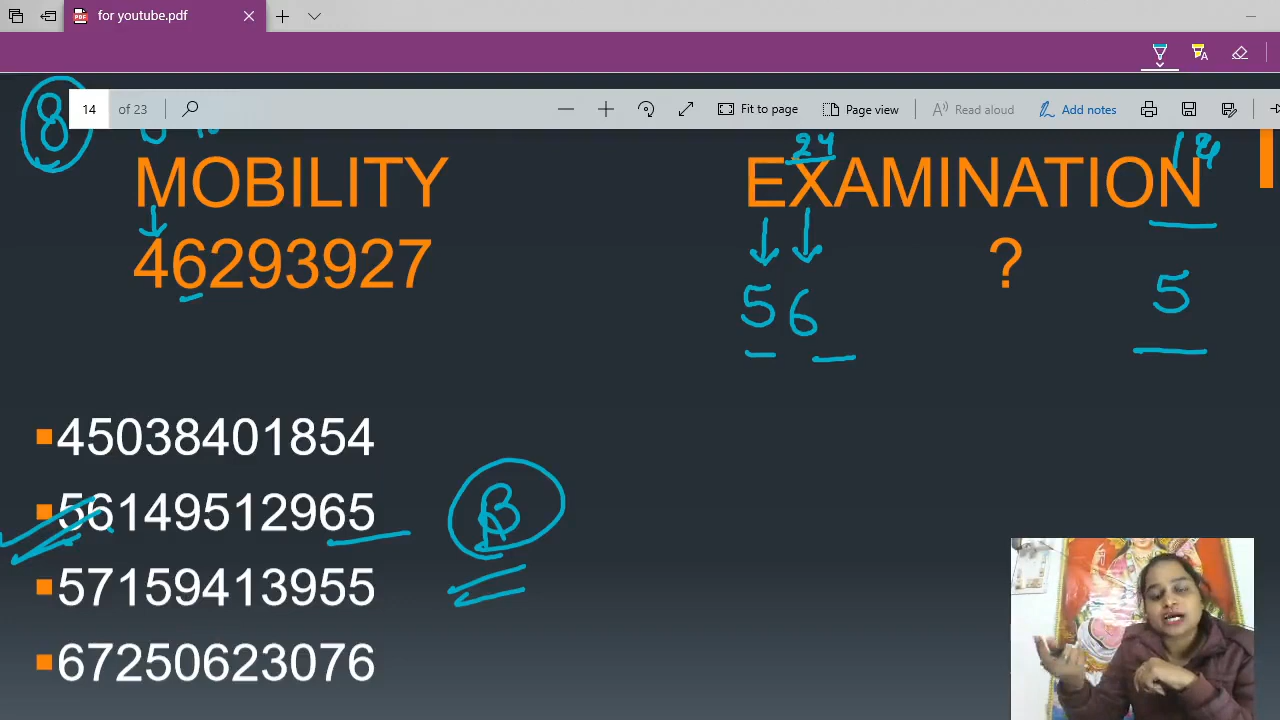 for youtube.pdf
8
14 of 23
Fit to page
Page view
Read aloud
Add notes
24
14
MOBILITY
EXAMINATION
46293927
?
5 6
5
45038401854
56149512965
B
57159413955
67250623076